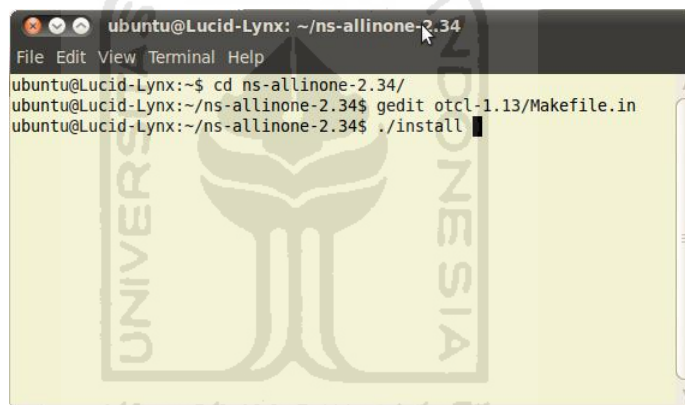 ubuntu@Lucid-Lynx: ~/ns-allinone-2.34
File Edit View Terminal Help
ubuntu@Lucid-Lynx:~$ cd ns-allinone-2.34/
ubuntu@Lucid-Lynx:~/ns-allinone-2.34$ gedit otcl-1.13/Makefile.in
ubuntu@Lucid-Lynx:~/ns-allinone-2.34$ ./install
UNIVERSITAS
INDONESIA